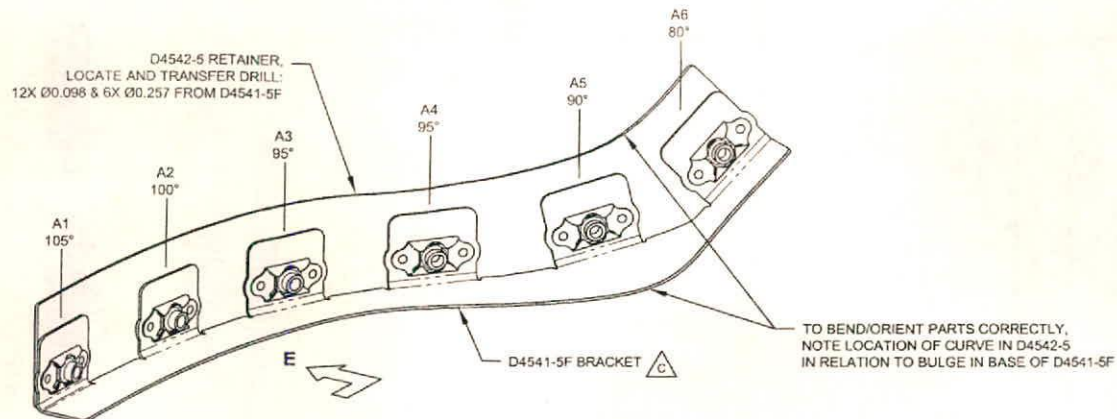 D4542-5 RETAINER,
LOCATE AND TRANSFER DRILL:
12X Ø0.098 & 6X Ø0.257 FROM D4541-5F
A1
105°
A2
100°
A3
95°
A4
95°
A5
90°
A6
80°
E
D4541-5F BRACKET
C
TO BEND/ORIENT PARTS CORRECTLY,
NOTE LOCATION OF CURVE IN D4542-5
IN RELATION TO BULGE IN BASE OF D4541-5F